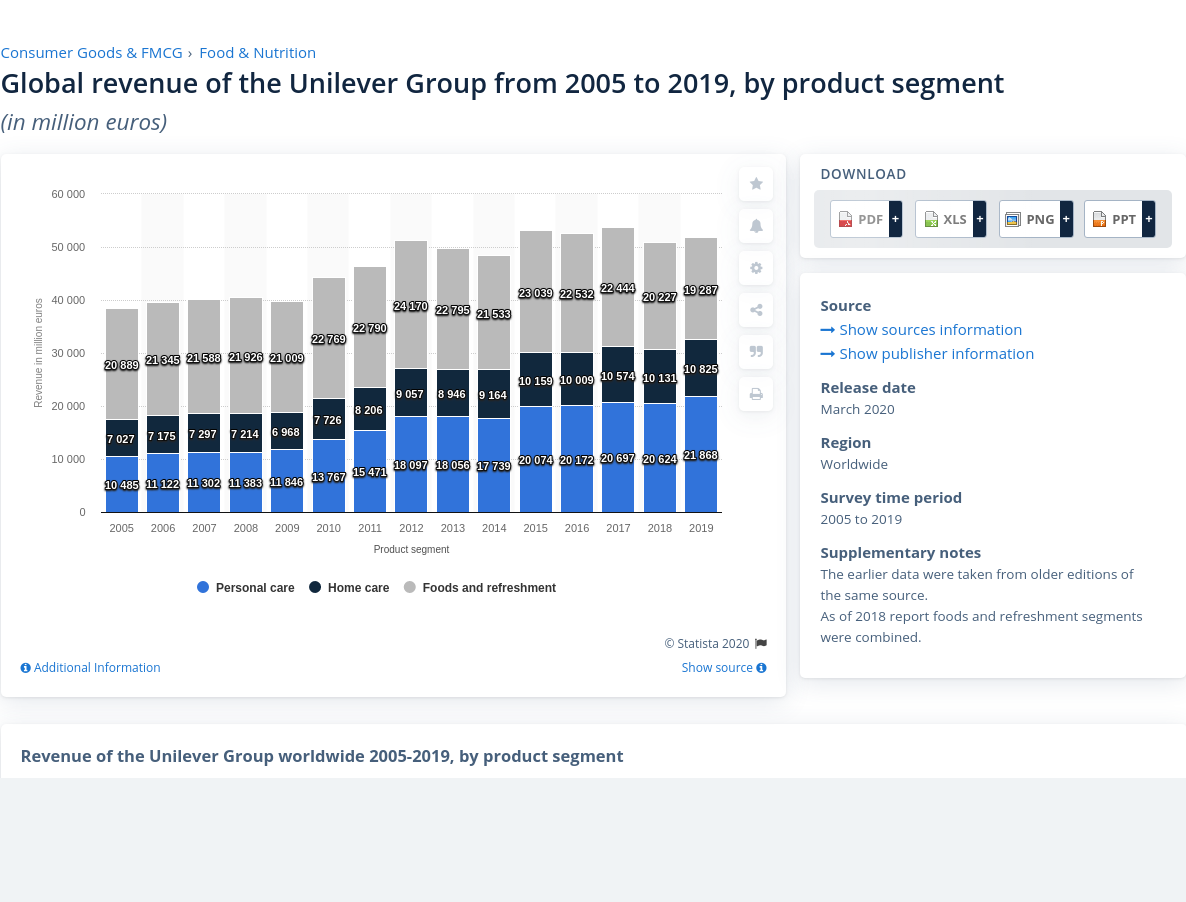 Consumer Goods & FMCG › Food & Nutrition
Global revenue of the Unilever Group from 2005 to 2019, by product segment
(in million euros)
60 000
50 000
40 000
30 000
20 000
10 000
0
Revenue in million euros
20 889 21 345 21 588 21 926 21 009 22 769 22 790 24 170 22 795 21 533 23 039 22 532 22 444 20 227 19 287
7 027 7 175 7 297 7 214 6 968 7 726 8 206 9 057 8 946 9 164 10 159 10 009 10 574 10 131 10 825
10 485 11 122 11 302 11 383 11 846 13 767 15 471 18 097 18 056 17 739 20 074 20 172 20 697 20 624 21 868
2005 2006 2007 2008 2009 2010 2011 2012 2013 2014 2015 2016 2017 2018 2019
Product segment
Personal care Home care Foods and refreshment
© Statista 2020
Additional Information
Show source
DOWNLOAD
PDF + XLS + PNG + PPT +
Source
Show sources information
Show publisher information
Release date
March 2020
Region
Worldwide
Survey time period
2005 to 2019
Supplementary notes
The earlier data were taken from older editions of
the same source.
As of 2018 report foods and refreshment segments
were combined.
Revenue of the Unilever Group worldwide 2005-2019, by product segment